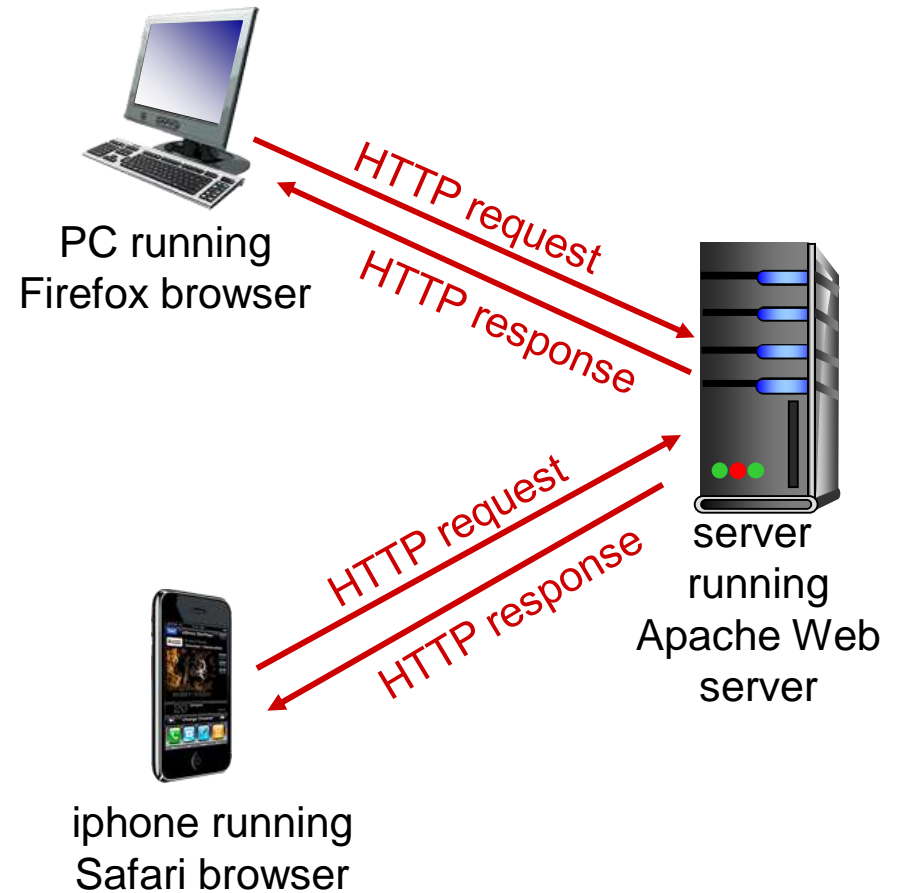 HTTP request
HTTP response
PC running
Firefox browser
HTTP request
HTTP response
server
running
Apache Web
server
iphone running
Safari browser